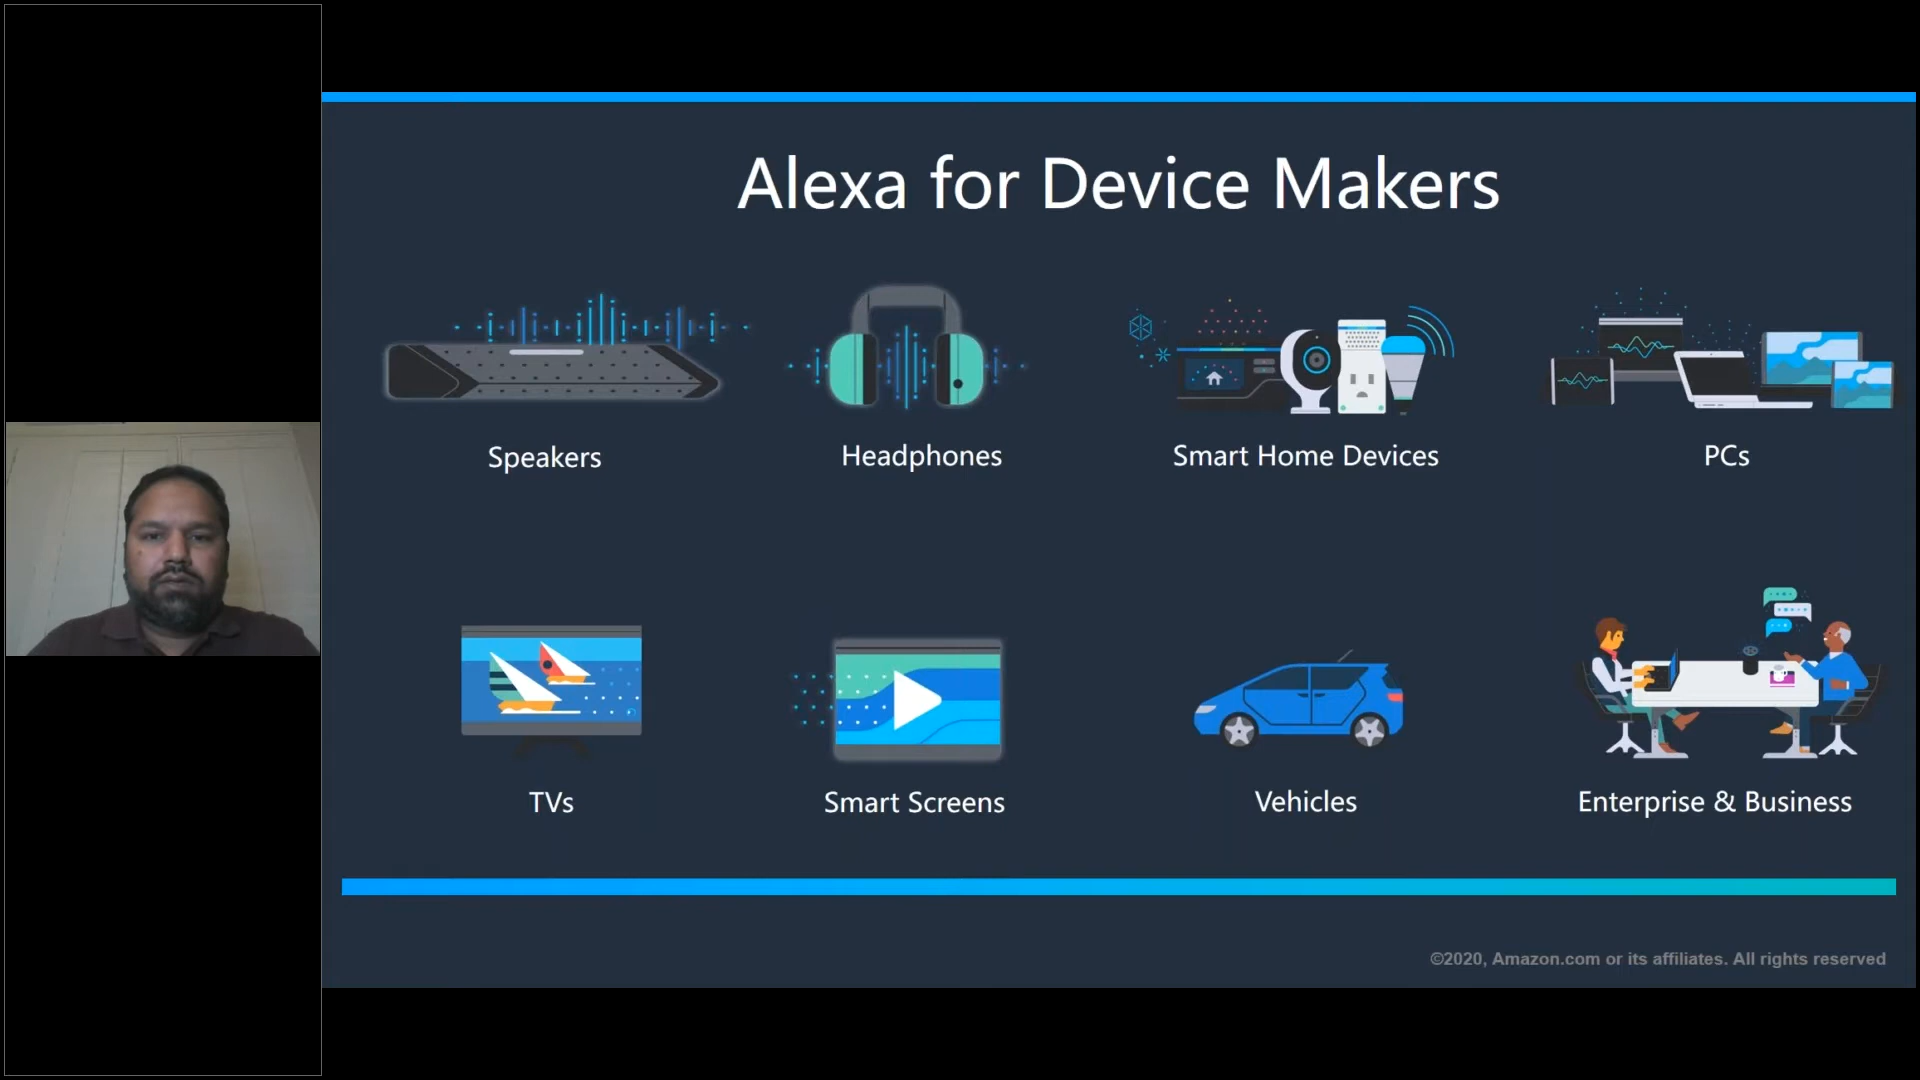 Alexa for Device Makers
Speakers
Headphones
Smart Home Devices
PCs
TVs
Smart Screens
Vehicles
Enterprise & Business
©2020, Amazon.com or its affiliates. All rights reserved